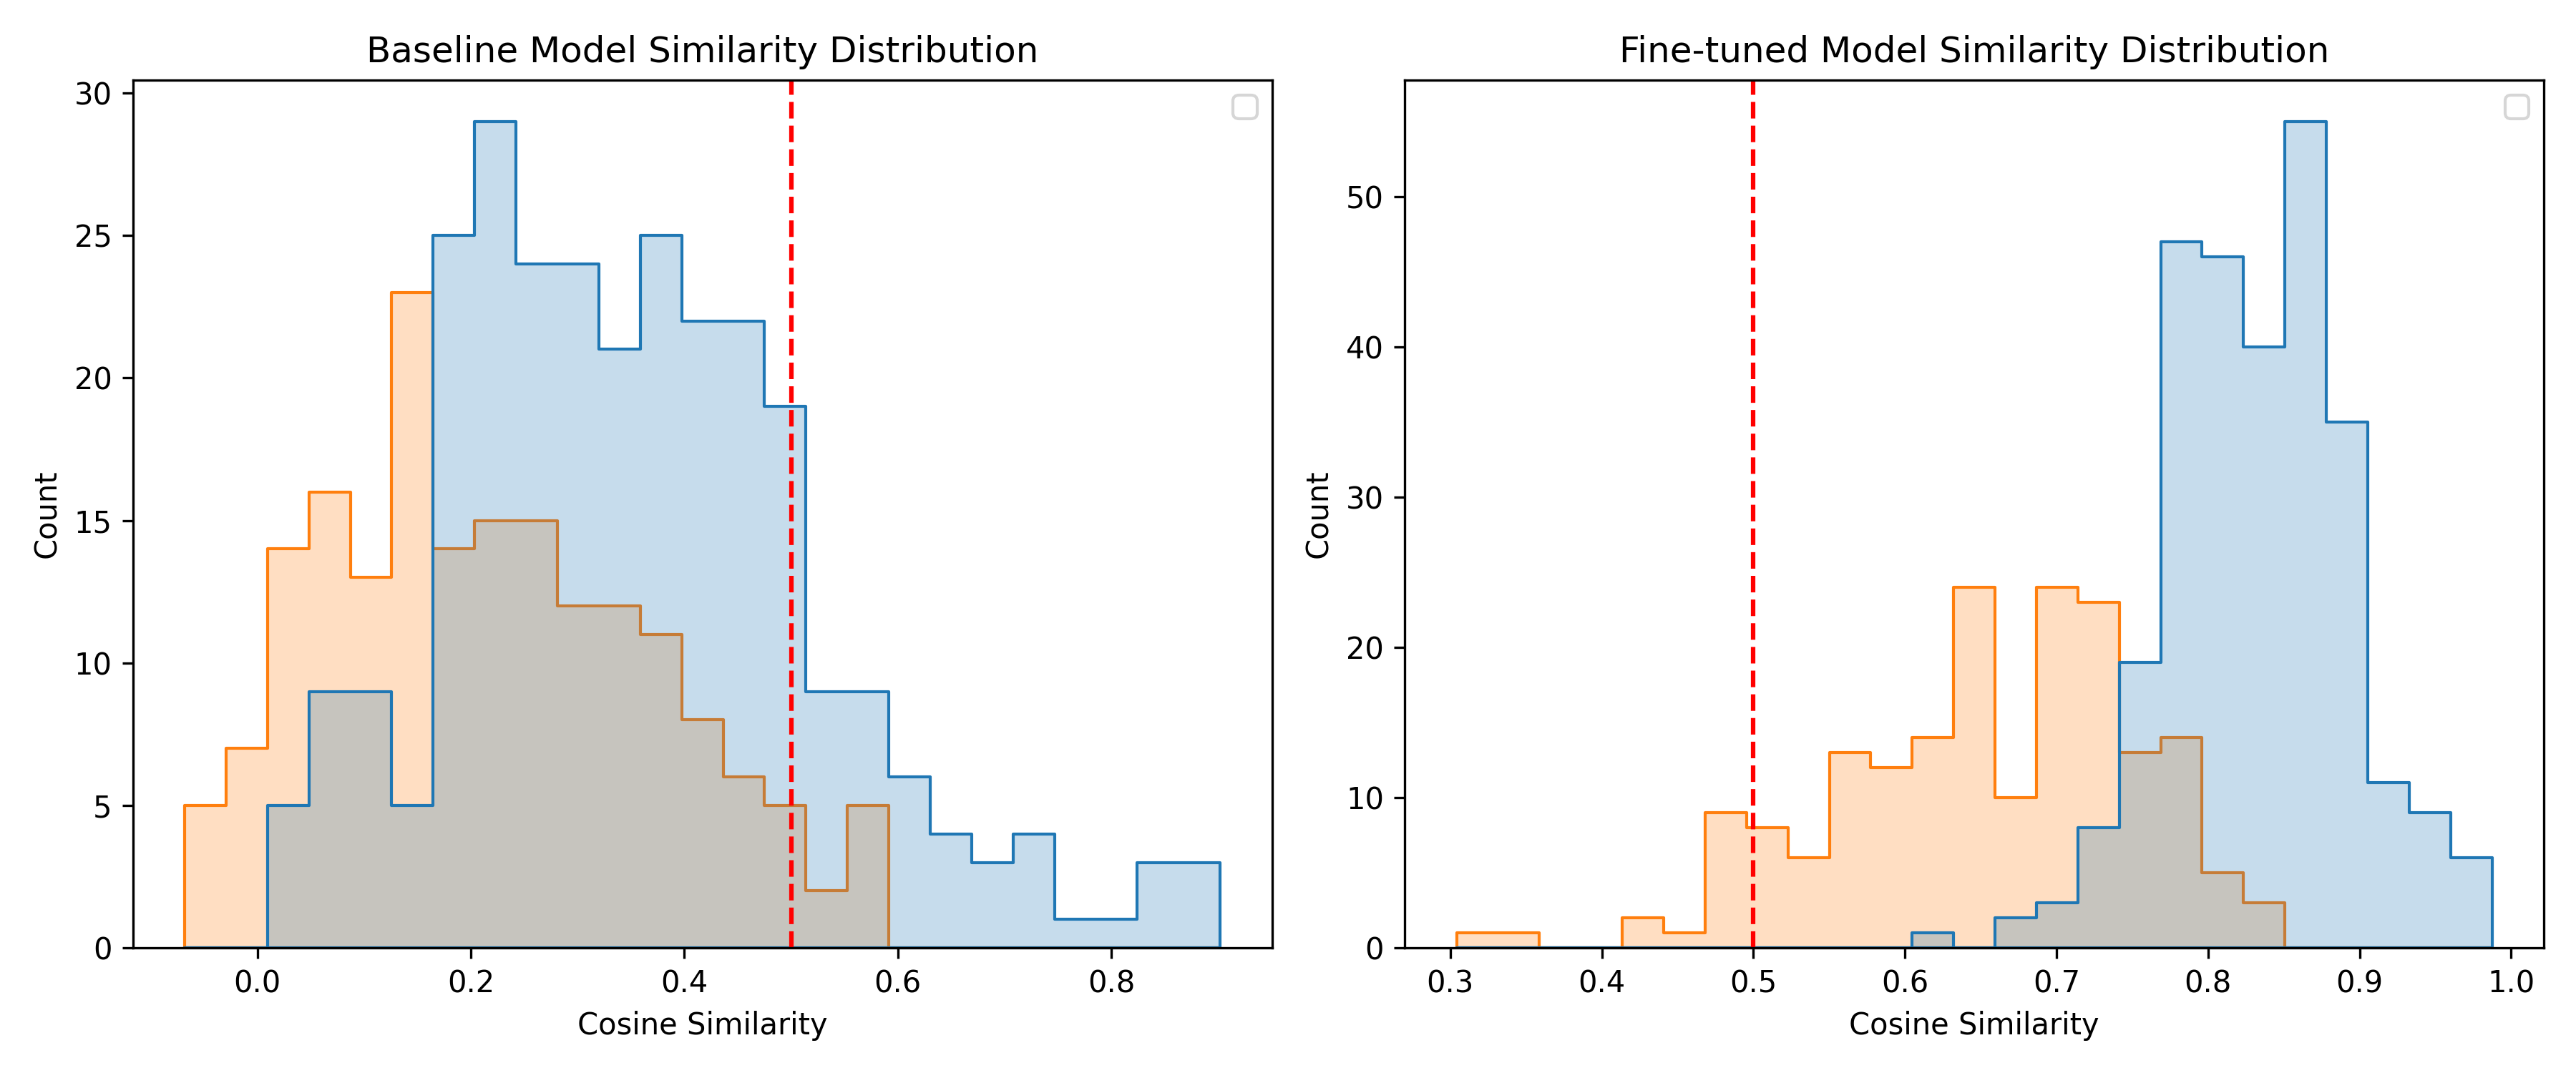 Baseline Model Similarity Distribution
30
25
20
15
10
5
0
Count
0.0 0.2 0.4 0.6 0.8
Cosine Similarity
Fine-tuned Model Similarity Distribution
50
40
30
20
10
0
Count
0.3 0.4 0.5 0.6 0.7 0.8 0.9 1.0
Cosine Similarity